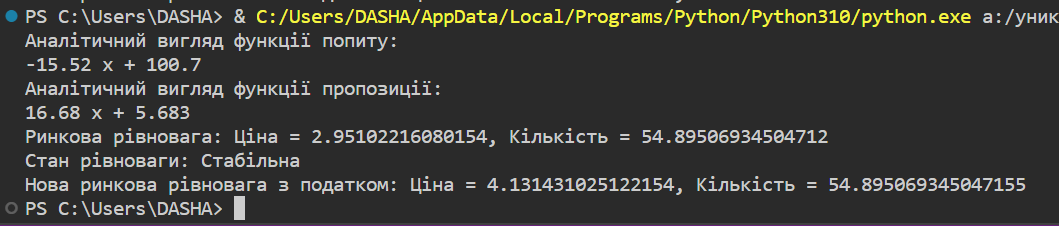 PS C:\Users\DASHA> & C:/Users/DASHA/AppData/Local/Programs/Python/Python310/python.exe a:/уник
Аналітичний вигляд функції попиту:
-15.52 x + 100.7
Аналітичний вигляд функції пропозиції:
16.68 x + 5.683
Ринкова рівновага: Ціна = 2.95102216080154, Кількість = 54.89506934504712
Стан рівноваги: Стабільна
Нова ринкова рівновага з податком: Ціна = 4.131431025122154, Кількість = 54.895069345047155
PS C:\Users\DASHA>